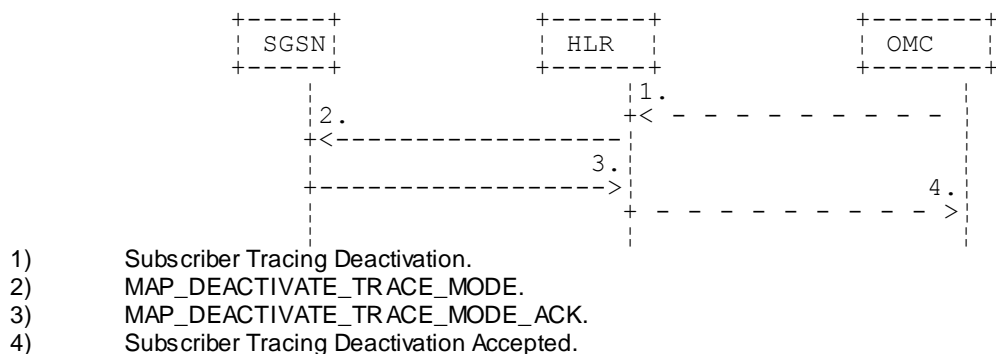 SGSN HLR OMC
1.
2.
3.
4.
1) Subscriber Tracing Deactivation.
2) MAP_DEACTIVATE_TRACE_MODE.
3) MAP_DEACTIVATE_TRACE_MODE_ACK.
4) Subscriber Tracing Deactivation Accepted.